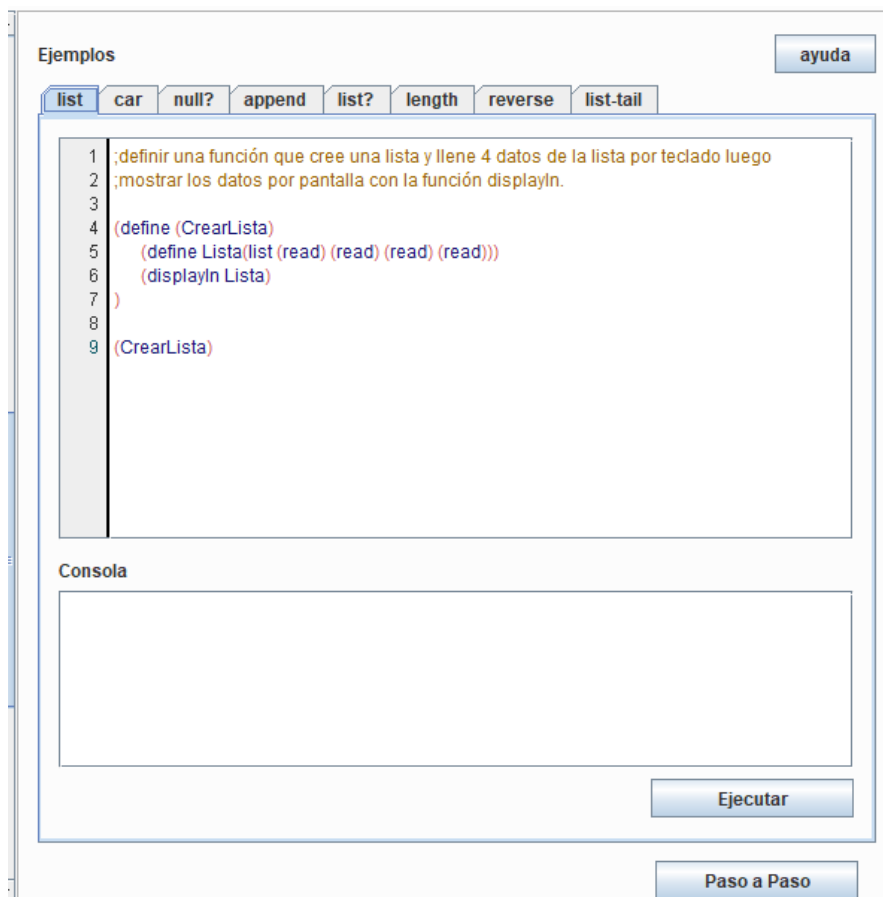 Ejemplos
ayuda
list car null? append list? length reverse list-tail
1 ;definir una función que cree una lista y llene 4 datos de la lista por teclado luego
2 ;mostrar los datos por pantalla con la función displayln.
3
4 (define (CrearLista)
5 (define Lista(list (read) (read) (read) (read)))
6 (displayln Lista)
7 )
8
9 (CrearLista)
Consola
Ejecutar
Paso a Paso